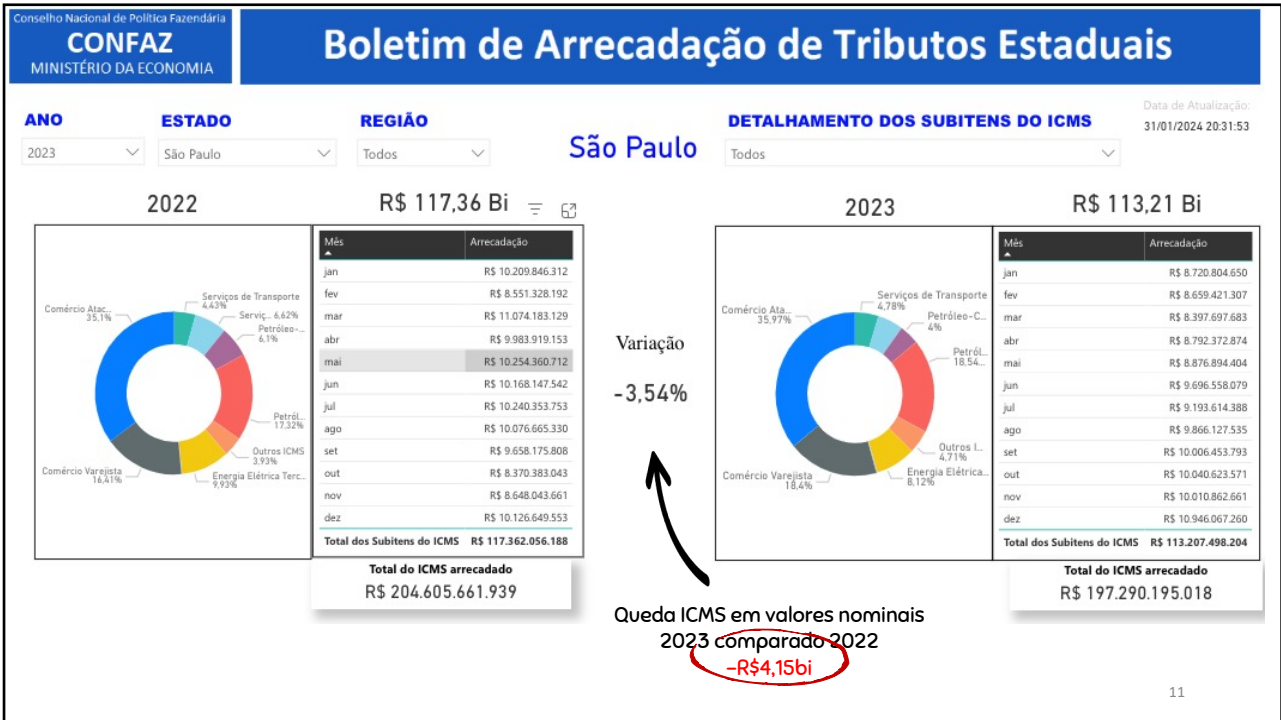 Conselho Nacional de Política Fazendária
CONFAZ
MINISTÉRIO DA ECONOMIA
Boletim de Arrecadação de Tributos Estaduais
Data de Atualização:
31/01/2024 20:31:53
ANO
2023
ESTADO
São Paulo
REGIÃO
Todos
São Paulo
DETALHAMENTO DOS SUBITENS DO ICMS
Todos
2022
R$ 117,36 Bi
Serviços de Transporte
4,43%
Serviç... 6,62%
Petróleo-...
6,1%
Petról...
17,32%
Outros ICMS
3,93%
Energia Elétrica Terc...
9,93%
Comércio Varejista
16,41%
Comércio Atac...
35,1%
Mês Arrecadação
jan R$ 10.209.846.312
fev R$ 8.551.328.192
mar R$ 11.074.183.129
abr R$ 9.983.919.153
mai R$ 10.254.360.712
jun R$ 10.168.147.542
jul R$ 10.240.353.753
ago R$ 10.076.665.330
set R$ 9.658.175.808
out R$ 8.370.383.043
nov R$ 8.648.043.661
dez R$ 10.126.649.553
Total dos Subitens do ICMS R$ 117.362.056.188
Total do ICMS arrecadado
R$ 204.605.661.939
Variação
-3,54%
Queda ICMS em valores nominais
2023 comparado 2022
-R$4,15bi
2023
R$ 113,21 Bi
Serviços de Transporte
4,78%
Petróleo-C...
4%
Petról...
18,54...
Outros I...
4,71%
Energia Elétrica...
8,12%
Comércio Varejista
18,4%
Comércio Ata...
35,97%
Mês Arrecadação
jan R$ 8.720.804.650
fev R$ 8.659.421.307
mar R$ 8.397.697.683
abr R$ 8.792.372.874
mai R$ 8.876.894.404
jun R$ 9.696.558.079
jul R$ 9.193.614.388
ago R$ 9.866.127.535
set R$ 10.006.453.793
out R$ 10.040.623.571
nov R$ 10.010.862.661
dez R$ 10.946.067.260
Total dos Subitens do ICMS R$ 113.207.498.204
Total do ICMS arrecadado
R$ 197.290.195.018
11